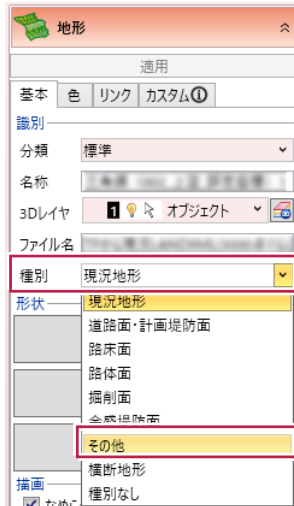 地形
適用
基本 色 リンク カスタム
識別
分類 標準
名称
3Dレイヤ 1 オブジェクト
ファイル名
種別 現況地形
形状 現況地形
道路面・計画堤防面
路床面
路体面
掘削面
その他
横断地形
描画 種別なし